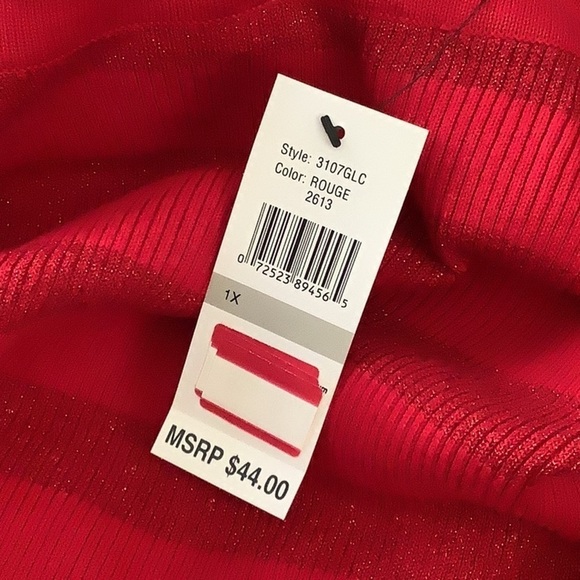 Style: 3107GLC
Color: ROUGE
2613
0 72523 89456 5
1X
m
MSRP $44.00